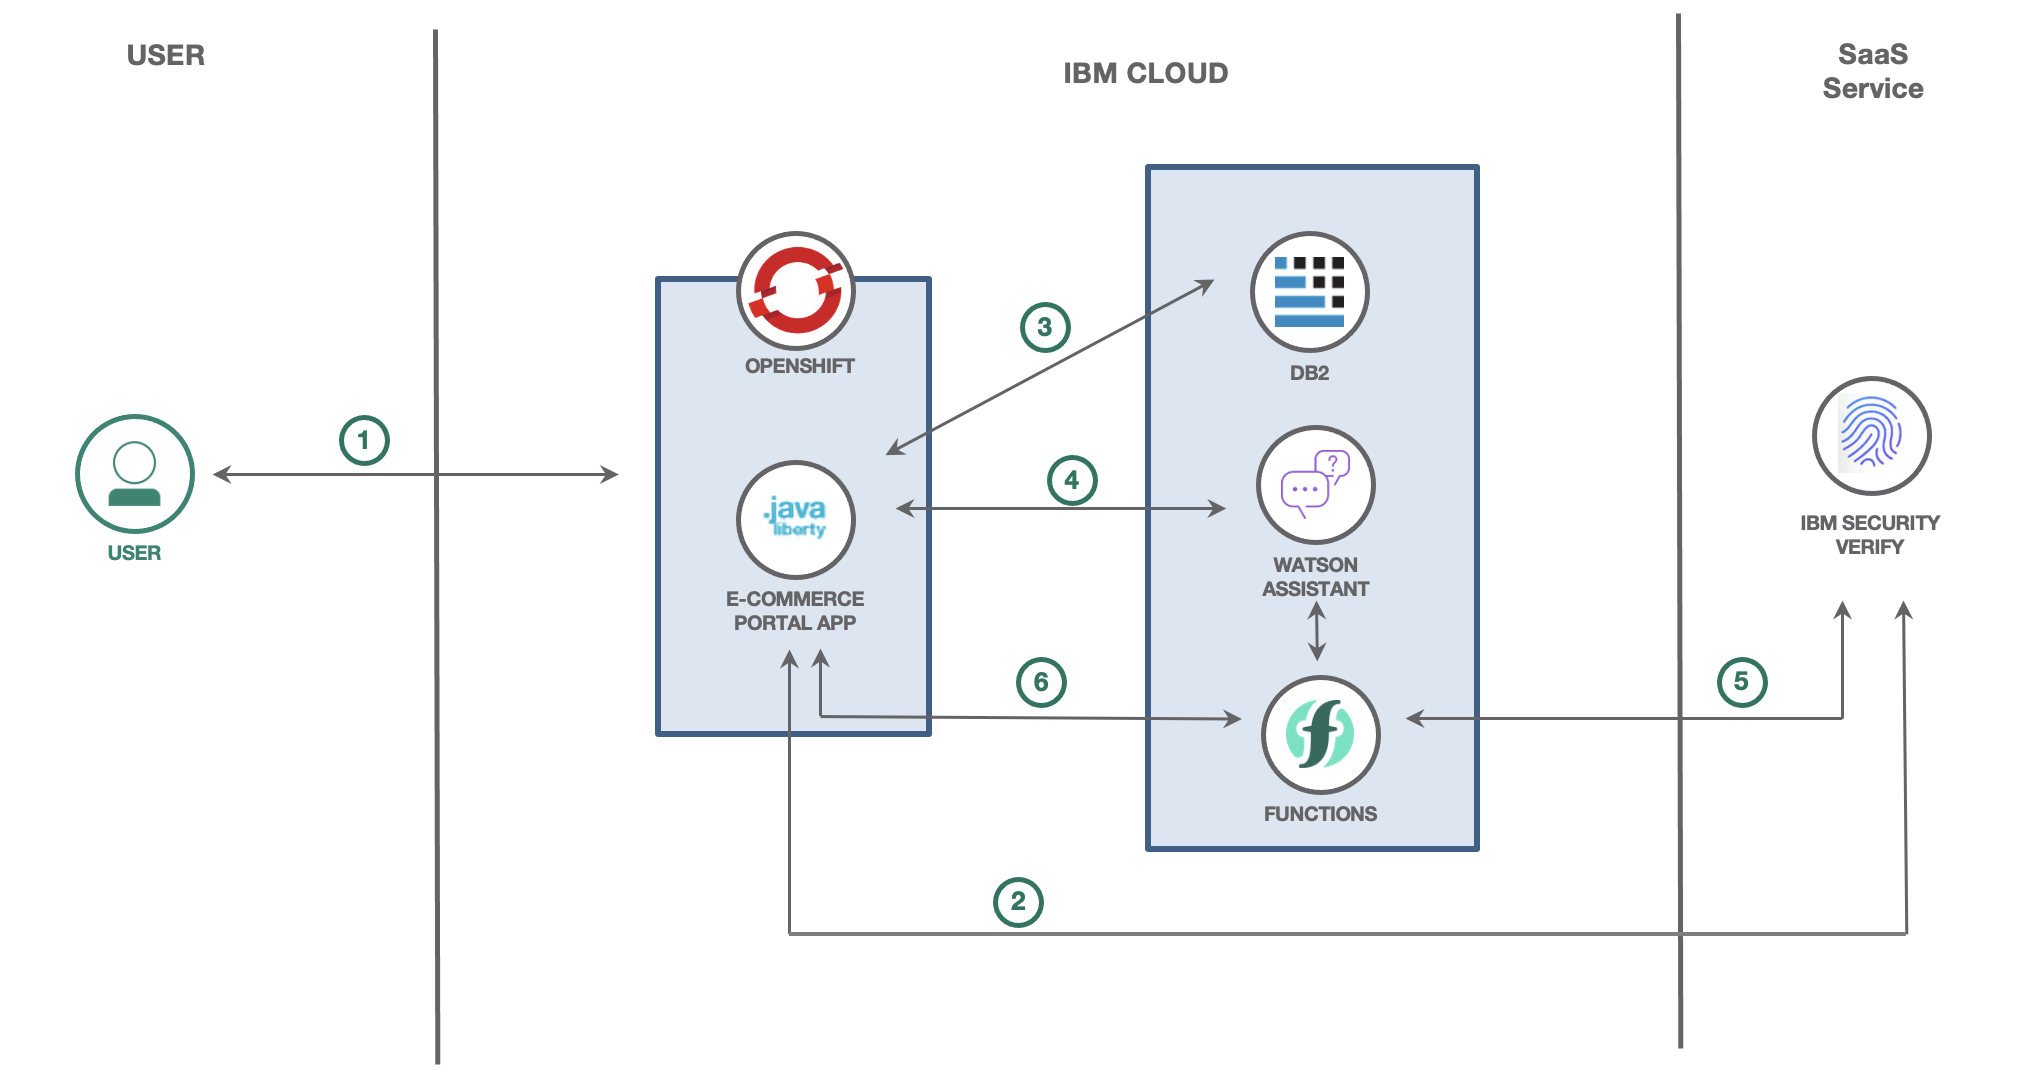 USER
IBM CLOUD
SaaS
Service
OPENSHIFT
3
DB2
1
USER
.java
liberty
E-COMMERCE
PORTAL APP
4
?
WATSON
ASSISTANT
IBM SECURITY
VERIFY
6
5
f
FUNCTIONS
2